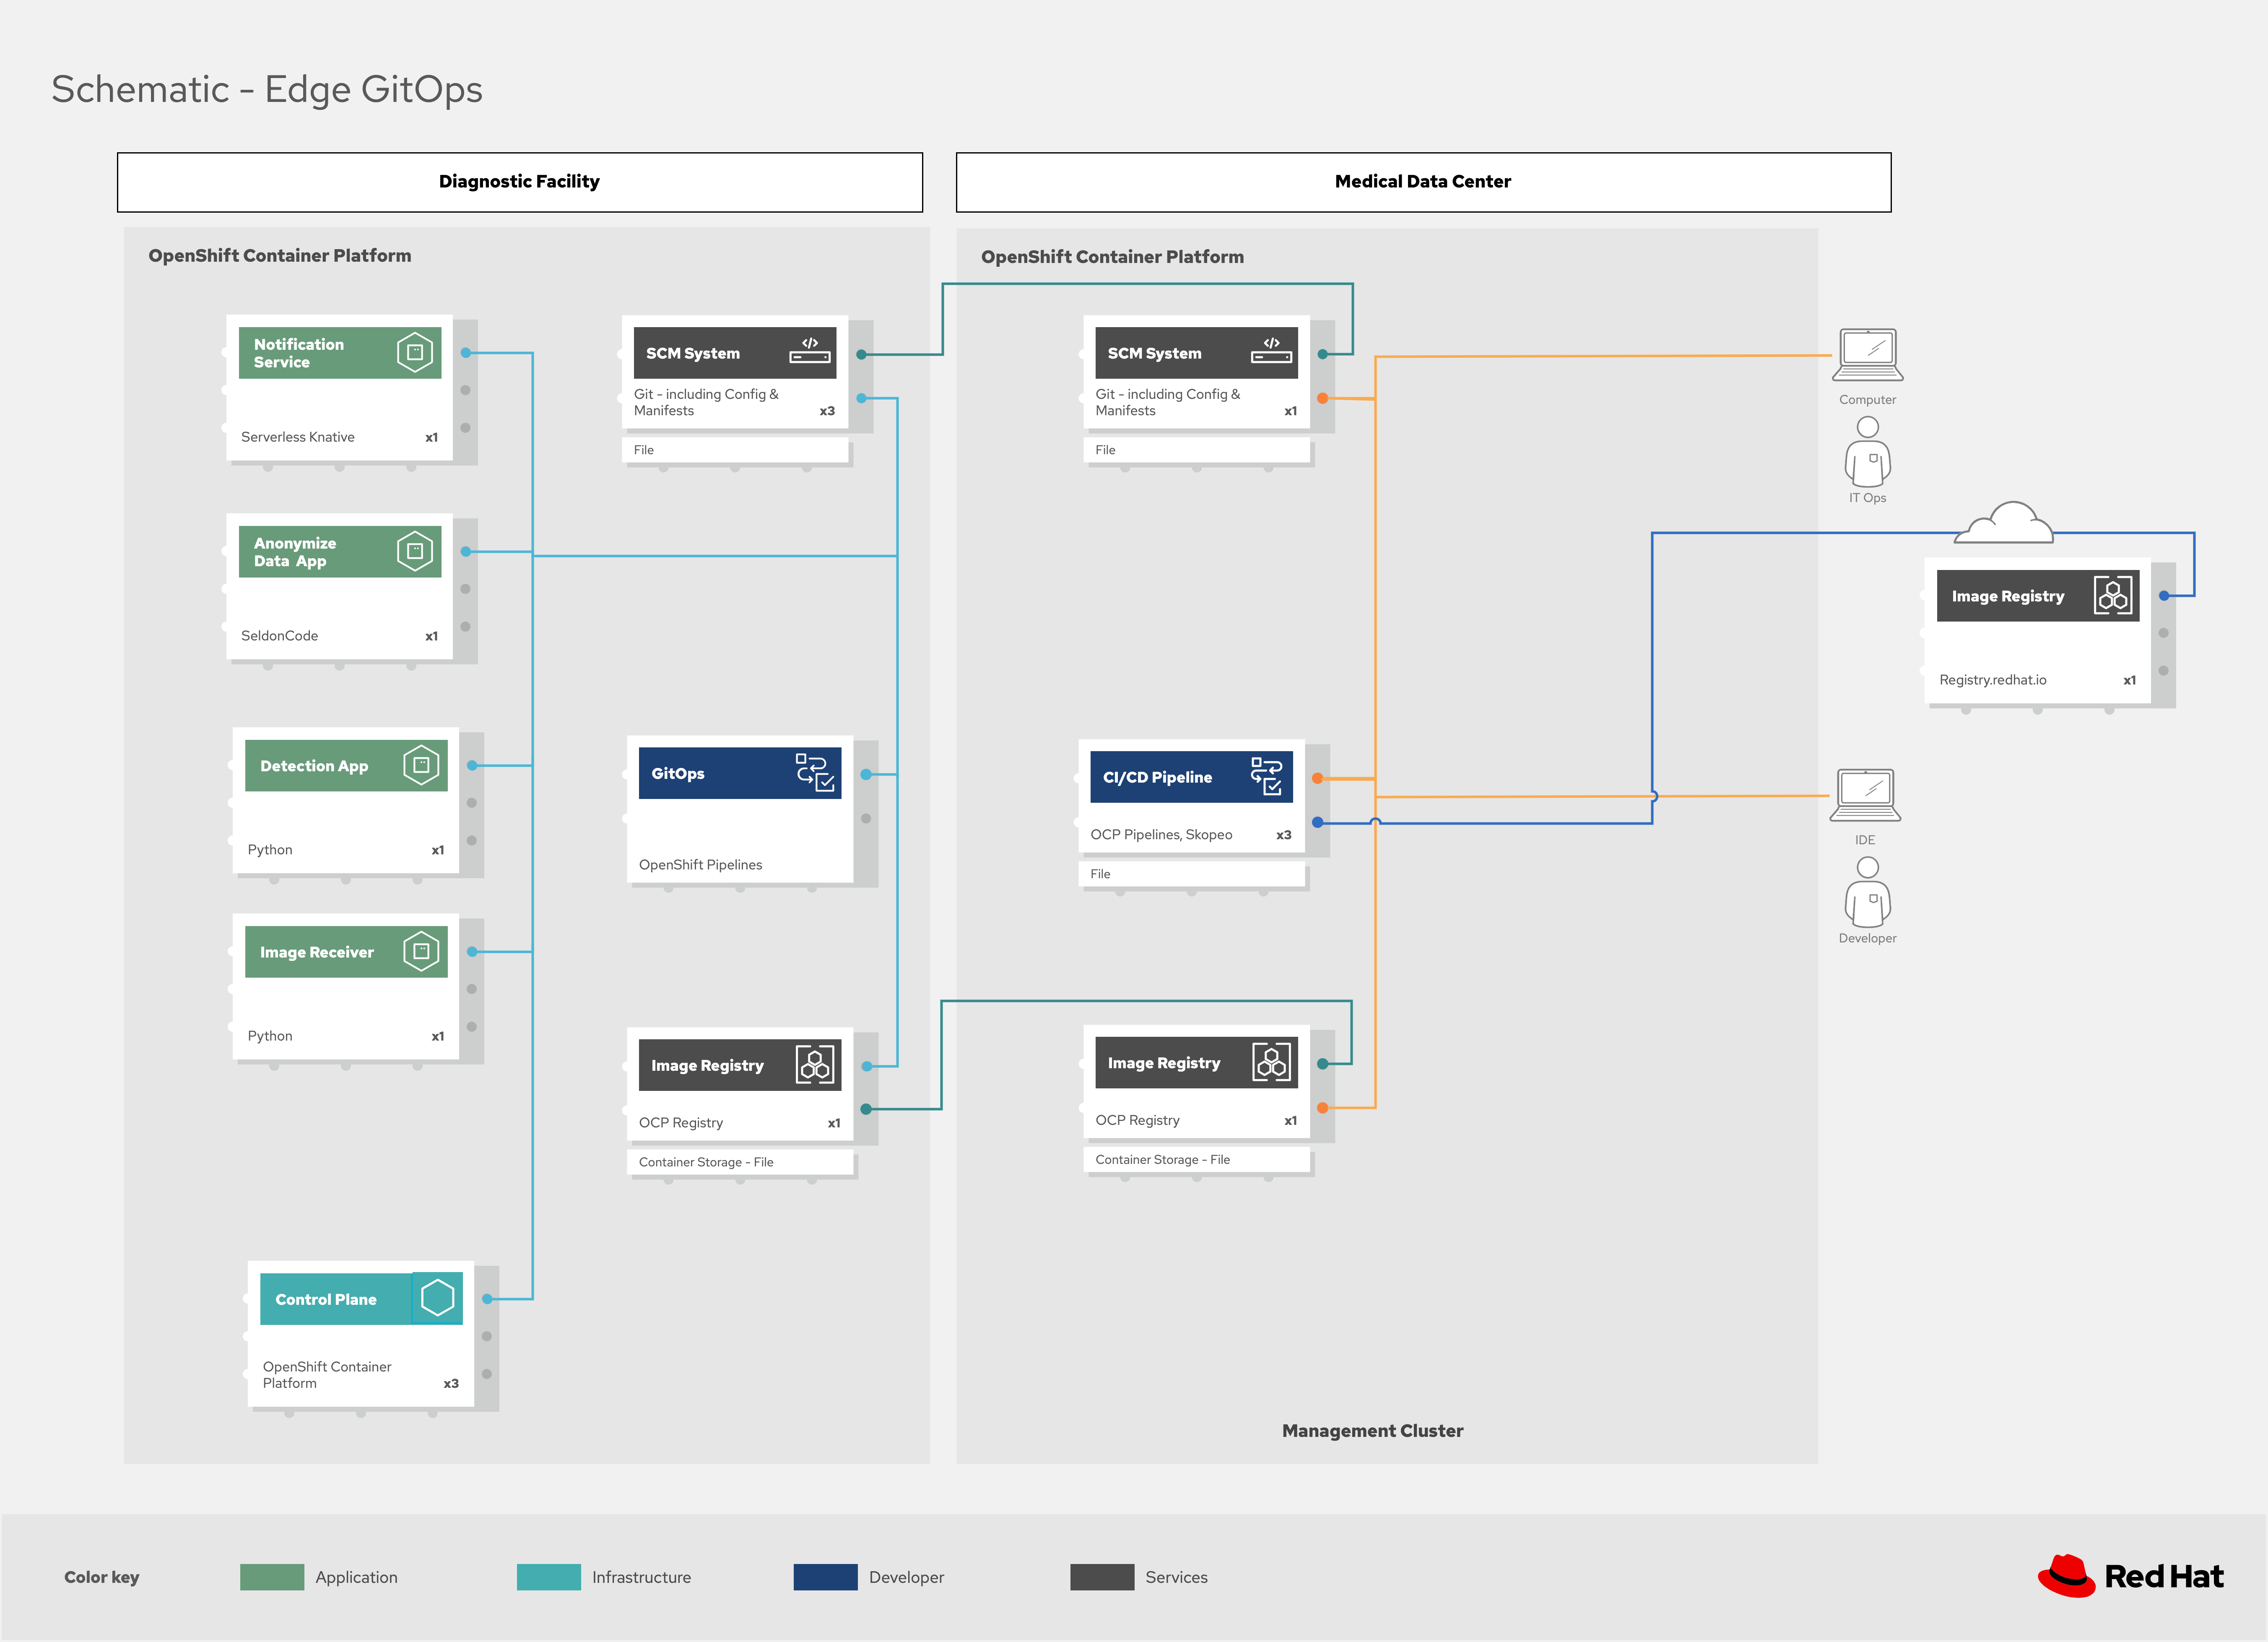 Schematic - Edge GitOps
Diagnostic Facility
Medical Data Center
OpenShift Container Platform
Notification
Service
Serverless Knative
x1
SCM System
Git - including Config &
Manifests
x3
File
Anonymize
Data App
SeldonCode
x1
Detection App
Python
x1
GitOps
OpenShift Pipelines
Image Receiver
Python
x1
Image Registry
OCP Registry
x1
Container Storage - File
Control Plane
OpenShift Container
Platform
x3
OpenShift Container Platform
SCM System
Git - including Config &
Manifests
x1
File
CI/CD Pipeline
OCP Pipelines, Skopeo
x3
File
Image Registry
OCP Registry
x1
Container Storage - File
Management Cluster
Computer
IT Ops
Image Registry
Registry.redhat.io
x1
IDE
Developer
Color key
Application
Infrastructure
Developer
Services
Red Hat